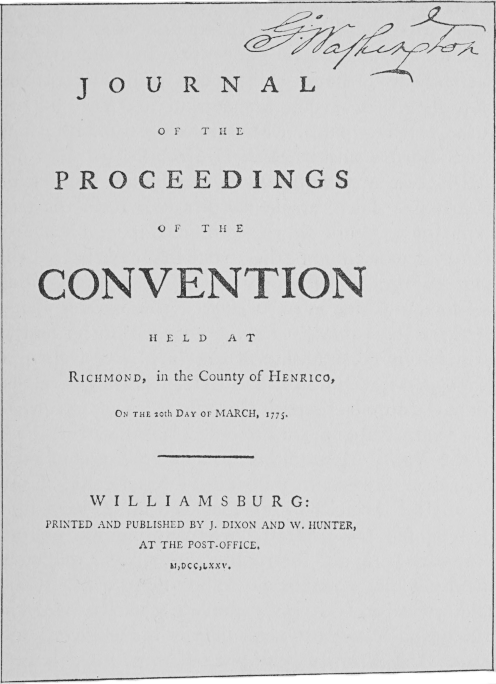 G. Washington
JOURNAL
OF THE
PROCEEDINGS
OF THE
CONVENTION
HELD AT
RICHMOND, in the County of HENRICO,
ON THE 20th DAY OF MARCH, 1775.
WILLIAMSBURG:
PRINTED AND PUBLISHED BY J. DIXON AND W. HUNTER,
AT THE POST-OFFICE.
M,DCC,LXXV.